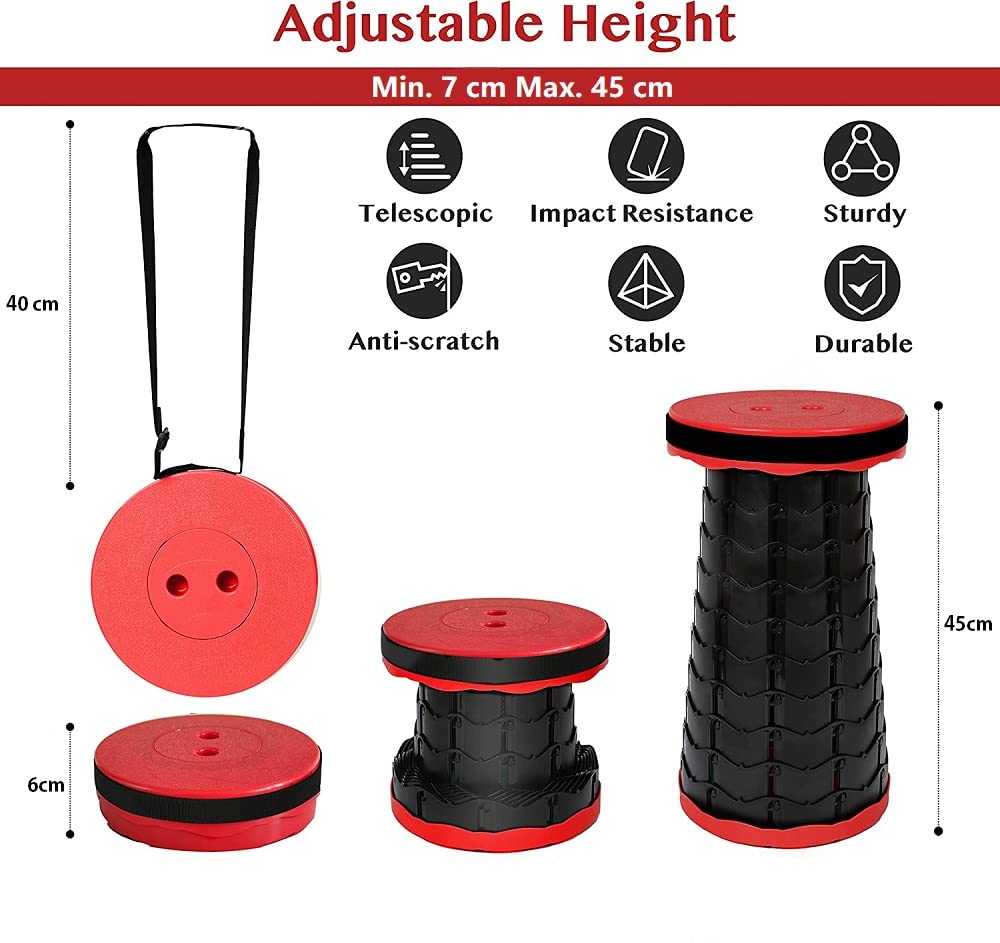 Adjustable Height
Min. 7 cm Max. 45 cm
Telescopic
Impact Resistance
Sturdy
40 cm
Anti-scratch
Stable
Durable
45cm
6cm